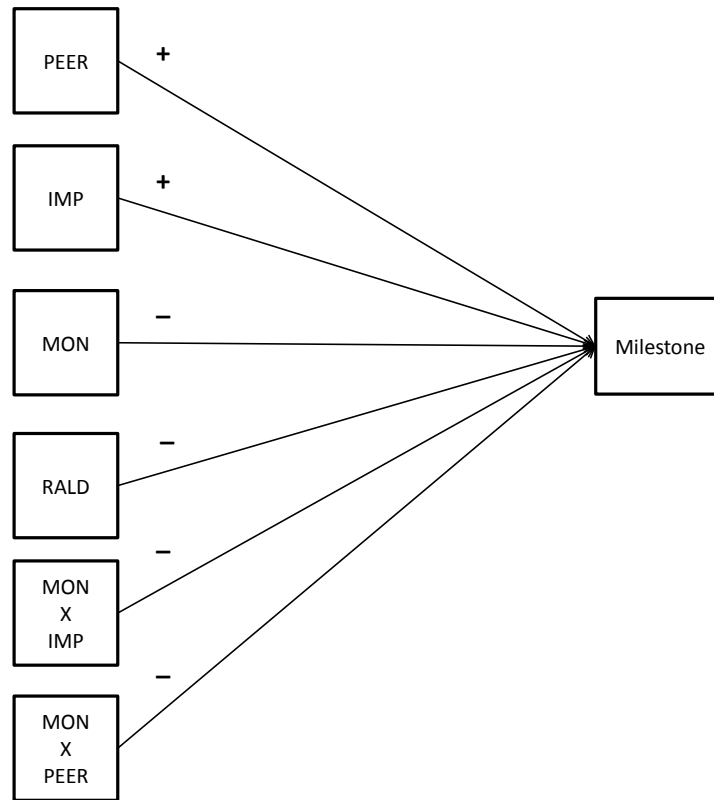 PEER
+
IMP
+
MON
–
Milestone
RALD
–
MON
X
IMP
–
MON
X
PEER
–